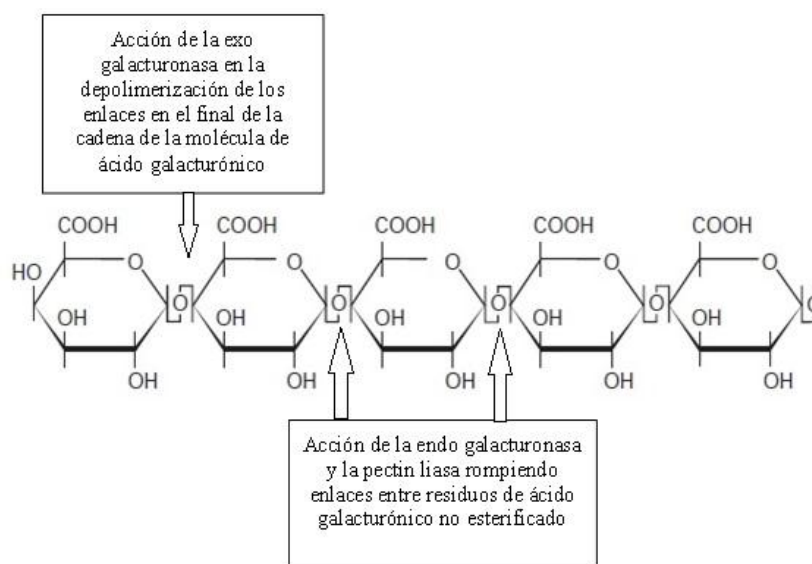 Acción de la exo
galacturonasa en la
depolimerización de los
enlaces en el final de la
cadena de la molécula de
ácido galacturónico
COOH COOH COOH COOH COOH
HO O O O O O
O O O O O
OH OH OH OH OH
OH OH OH OH OH
Acción de la endo galacturonasa
y la pectin liasa rompiendo
enlaces entre residuos de ácido
galacturónico no esterificado